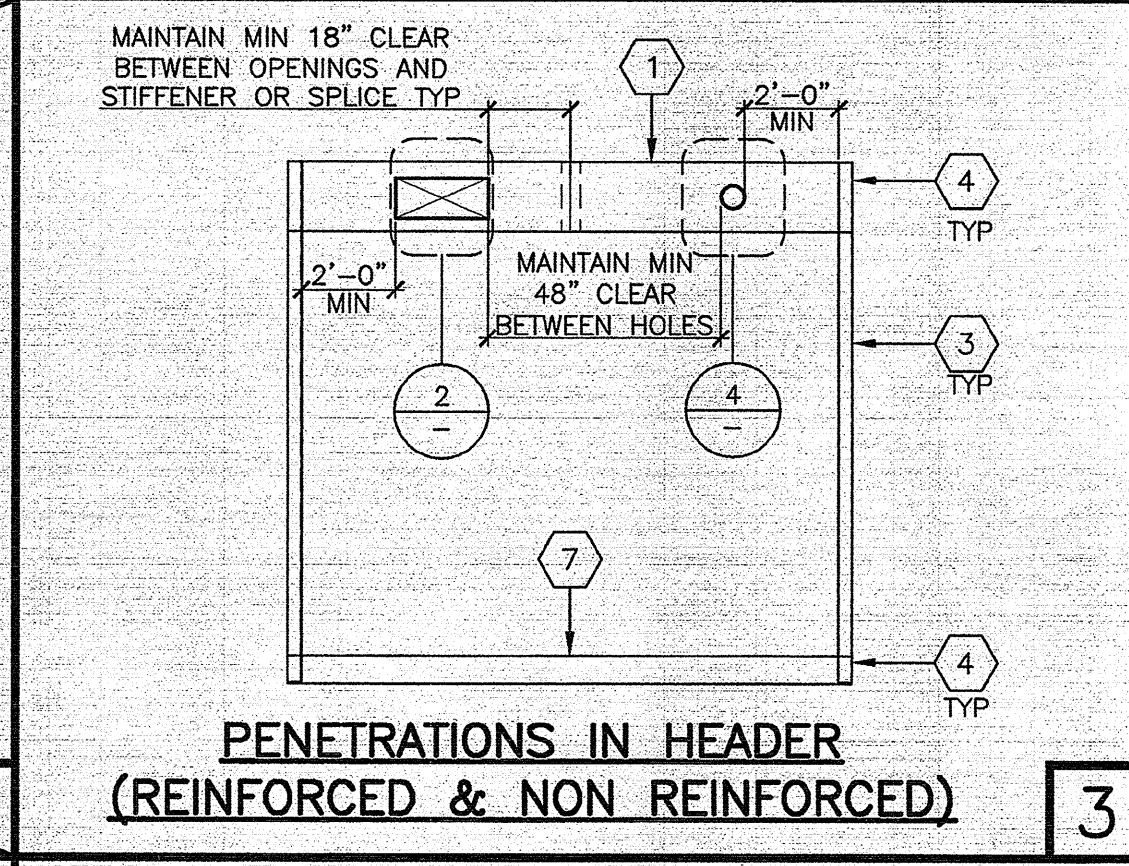 MAINTAIN MIN 18" CLEAR
BETWEEN OPENINGS AND
STIFFENER OR SPLICE TYP
1
2'-0"
MIN
4
TYP
2'-0"
MIN
MAINTAIN MIN
48" CLEAR
BETWEEN HOLES
3
TYP
2
-
4
-
7
4
TYP
PENETRATIONS IN HEADER
(REINFORCED & NON REINFORCED)
3